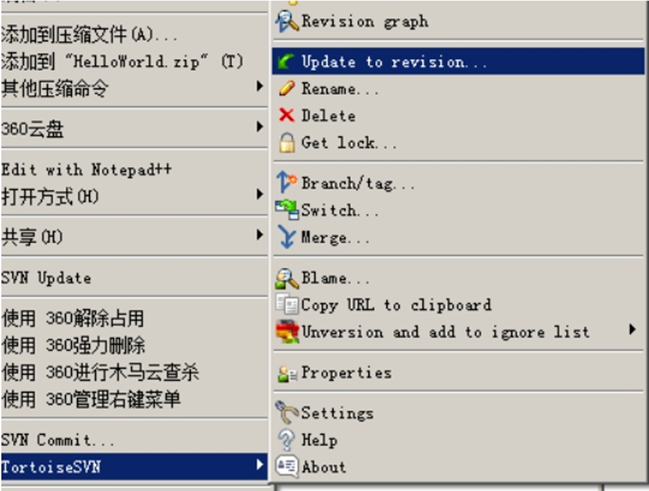 添加到压缩文件(A)...
添加到 "HelloWorld.zip" (T)
其他压缩命令
360云盘
Edit with Notepad++
打开方式(H)
共享(H)
SVN Update
使用 360解除占用
使用 360强力删除
使用 360进行木马云查杀
使用 360管理右键菜单
SVN Commit...
TortoiseSVN
Revision graph
Update to revision...
Rename...
Delete
Get lock...
Branch/tag...
Switch...
Merge...
Blame...
Copy URL to clipboard
Unversion and add to ignore list
Properties
Settings
Help
About